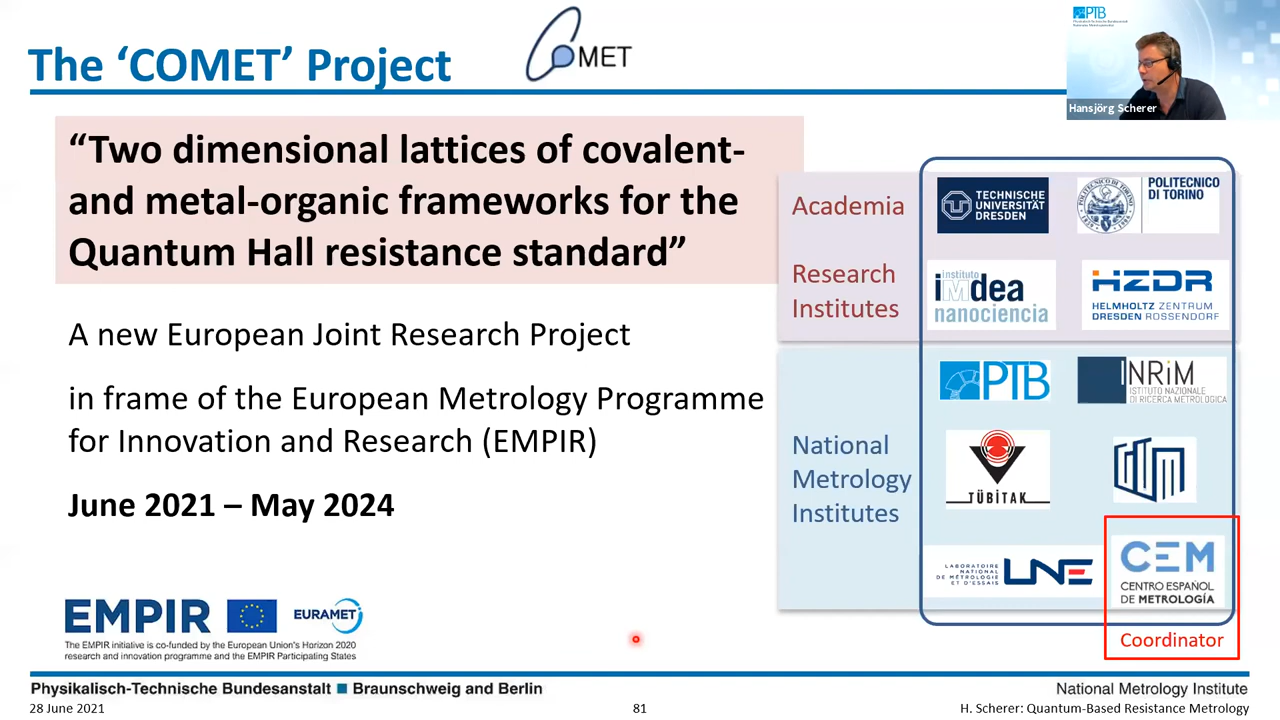 The ‘COMET’ Project
COMET
PTB
Hansjörg Scherer
“Two dimensional lattices of covalent-
and metal-organic frameworks for the
Quantum Hall resistance standard”
A new European Joint Research Project
in frame of the European Metrology Programme
for Innovation and Research (EMPIR)
June 2021 – May 2024
Academia
TECHNISCHE
UNIVERSITÄT
DRESDEN
POLITECNICO
DI TORINO
Research
Institutes
instituto
iMdea
nanociencia
HZDR
HELMHOLTZ ZENTRUM
DRESDEN ROSSENDORF
National
Metrology
Institutes
PTB
INRiM
ISTITUTO NAZIONALE
DI RICERCA METROLOGICA
TÜBİTAK
LABORATOIRE
NATIONAL
DE MÉTROLOGIE
ET D'ESSAIS
LNE
CEM
CENTRO ESPAÑOL
DE METROLOGÍA
Coordinator
EMPIR
EURAMET
The EMPIR initiative is co-funded by the European Union's Horizon 2020
research and innovation programme and the EMPIR Participating States
Physikalisch-Technische Bundesanstalt ■ Braunschweig and Berlin
National Metrology Institute
28 June 2021
81
H. Scherer: Quantum-Based Resistance Metrology